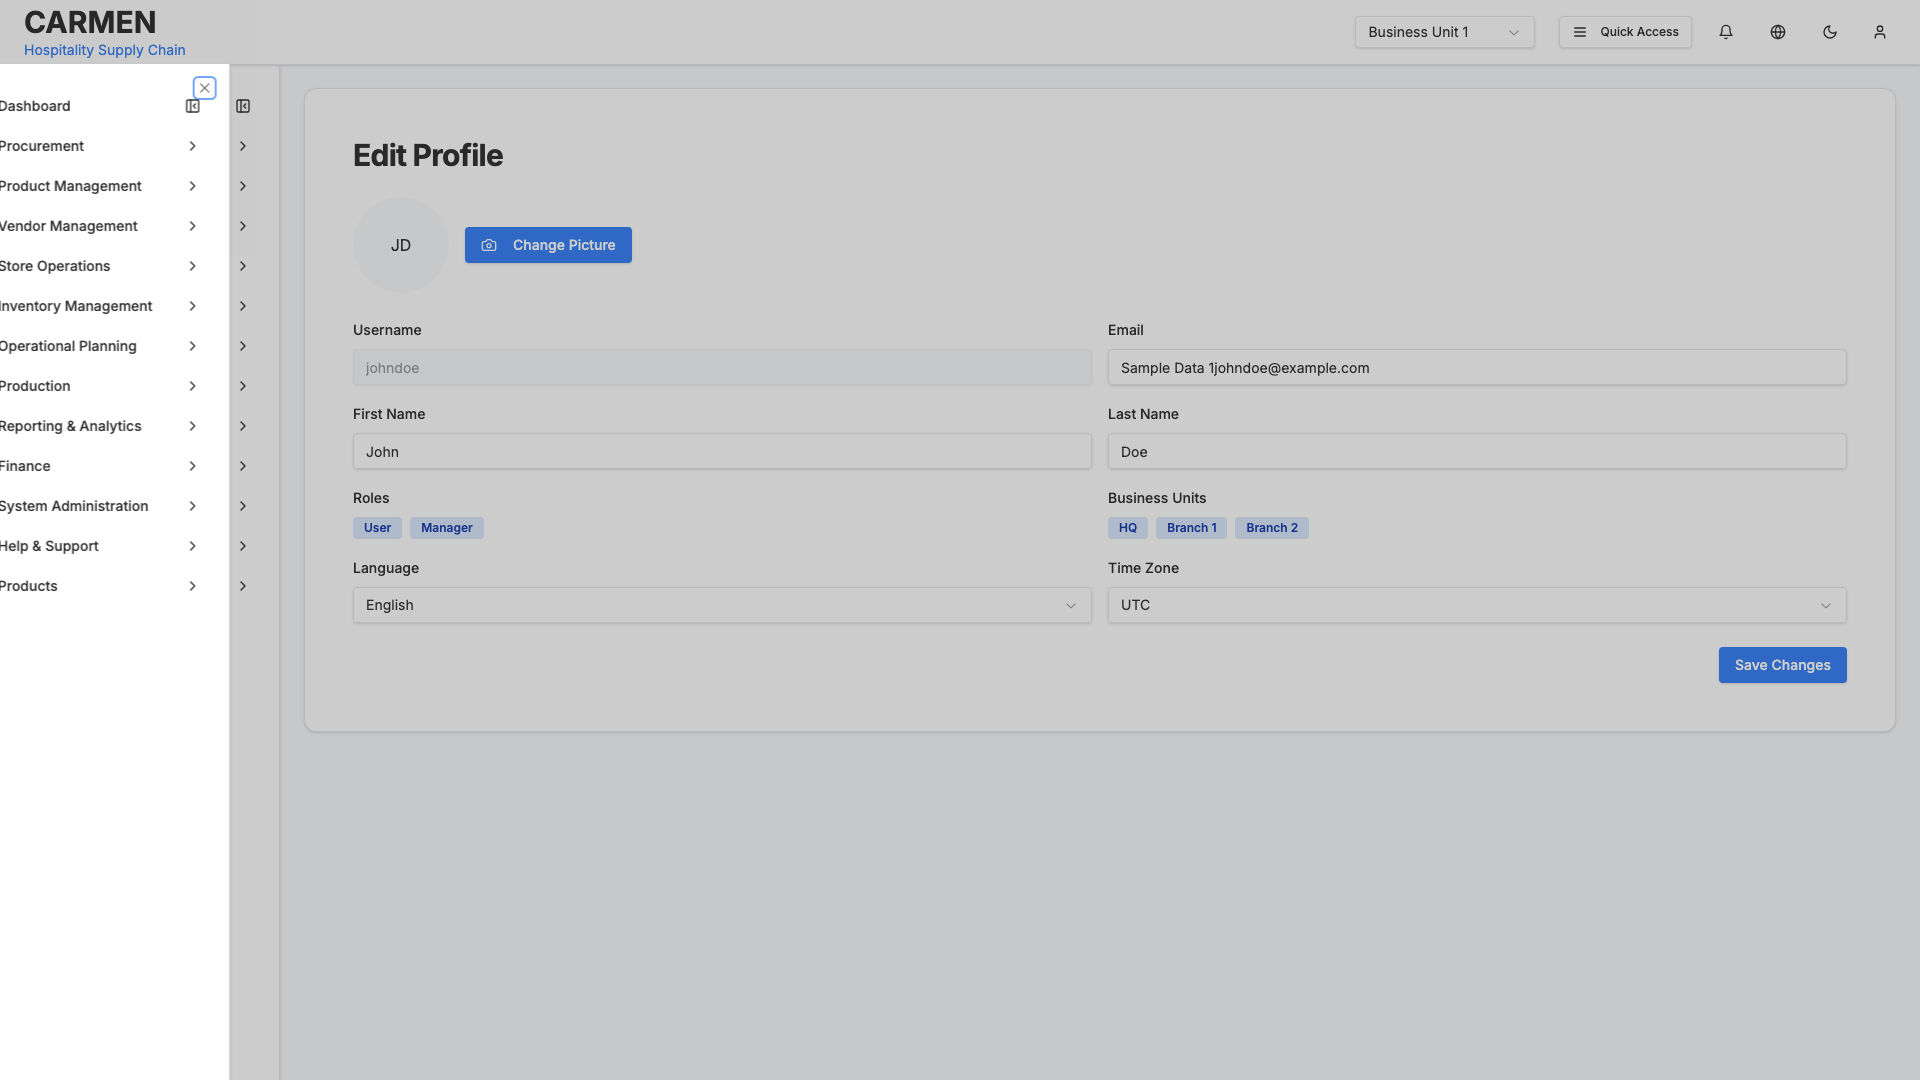 CARMEN
Hospitality Supply Chain
Business Unit 1
Quick Access
Dashboard
Procurement
Product Management
Vendor Management
Store Operations
Inventory Management
Operational Planning
Production
Reporting & Analytics
Finance
System Administration
Help & Support
Products
Edit Profile
JD
Change Picture
Username
johndoe
Email
Sample Data 1johndoe@example.com
First Name
John
Last Name
Doe
Roles
User Manager
Business Units
HQ Branch 1 Branch 2
Language
English
Time Zone
UTC
Save Changes